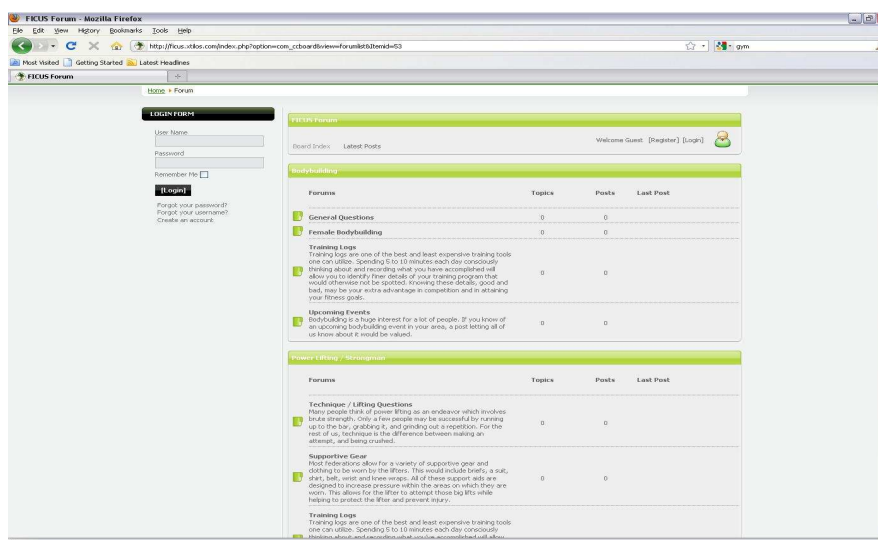 FICUS Forum - Mozilla Firefox
File Edit View History Bookmarks Tools Help
http://ficus.xtilos.com/index.php?option=com_ccboard&view=forumlist&Itemid=53
gym
Most Visited Getting Started Latest Headlines
FICUS Forum
Home Forum
LOGIN FORM
User Name
Password
Remember Me
[Login]
Forgot your password?
Forgot your username?
Create an account
FICUS Forum
Board Index Latest Posts
Welcome Guest [Register] [Login]
Bodybuilding
Forums Topics Posts Last Post
General Questions 0 0
Female Bodybuilding 0 0
Training Logs
Training logs are one of the best and least expensive training tools
one can utilize. Spending 5 to 10 minutes each day consciously
thinking about and recording what you have accomplished will
allow you to identify finer details of your training program that
would otherwise not be spotted. Knowing these details, good and
bad, may be your extra advantage in competition and in attaining
your fitness goals.
0 0
Upcoming Events
Bodybuilding is a huge interest for a lot of people. If you know of
an upcoming bodybuilding event in your area, a post letting all of
us know about it would be valued.
0 0
Power Lifting / Strongman
Forums Topics Posts Last Post
Technique / Lifting Questions
Many people think of power lifting as an endeavor which involves
brute strength. Only a few people may be successful by running
up to the bar, grabbing it, and grinding out a repetition. For the
rest of us, technique is the difference between making an
attempt, and being crushed.
0 0
Supportive Gear
Most federations allow for a variety of supportive gear and
clothing to be worn by the lifters. This would include briefs, a suit,
shirt, belt, wrist and knee wraps. All of these support aids are
designed to increase pressure within the areas on which they are
worn. This allows for the lifter to attempt those big lifts while
helping to protect the lifter and prevent injury.
0 0
Training Logs
Training logs are one of the best and least expensive training tools
one can utilize. Spending 5 to 10 minutes each day consciously
thinking about and recording what you've accomplished will allow